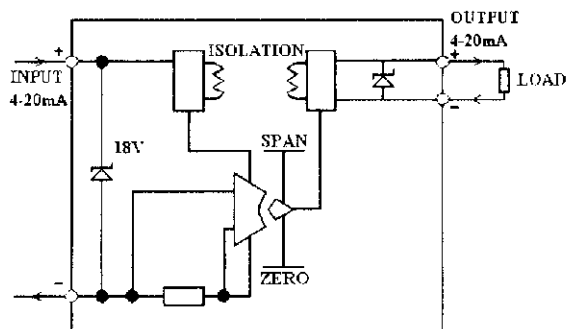 OUTPUT
4-20mA
+
+
ISOLATION
INPUT
4-20mA
LOAD
-
18V
SPAN
-
ZERO